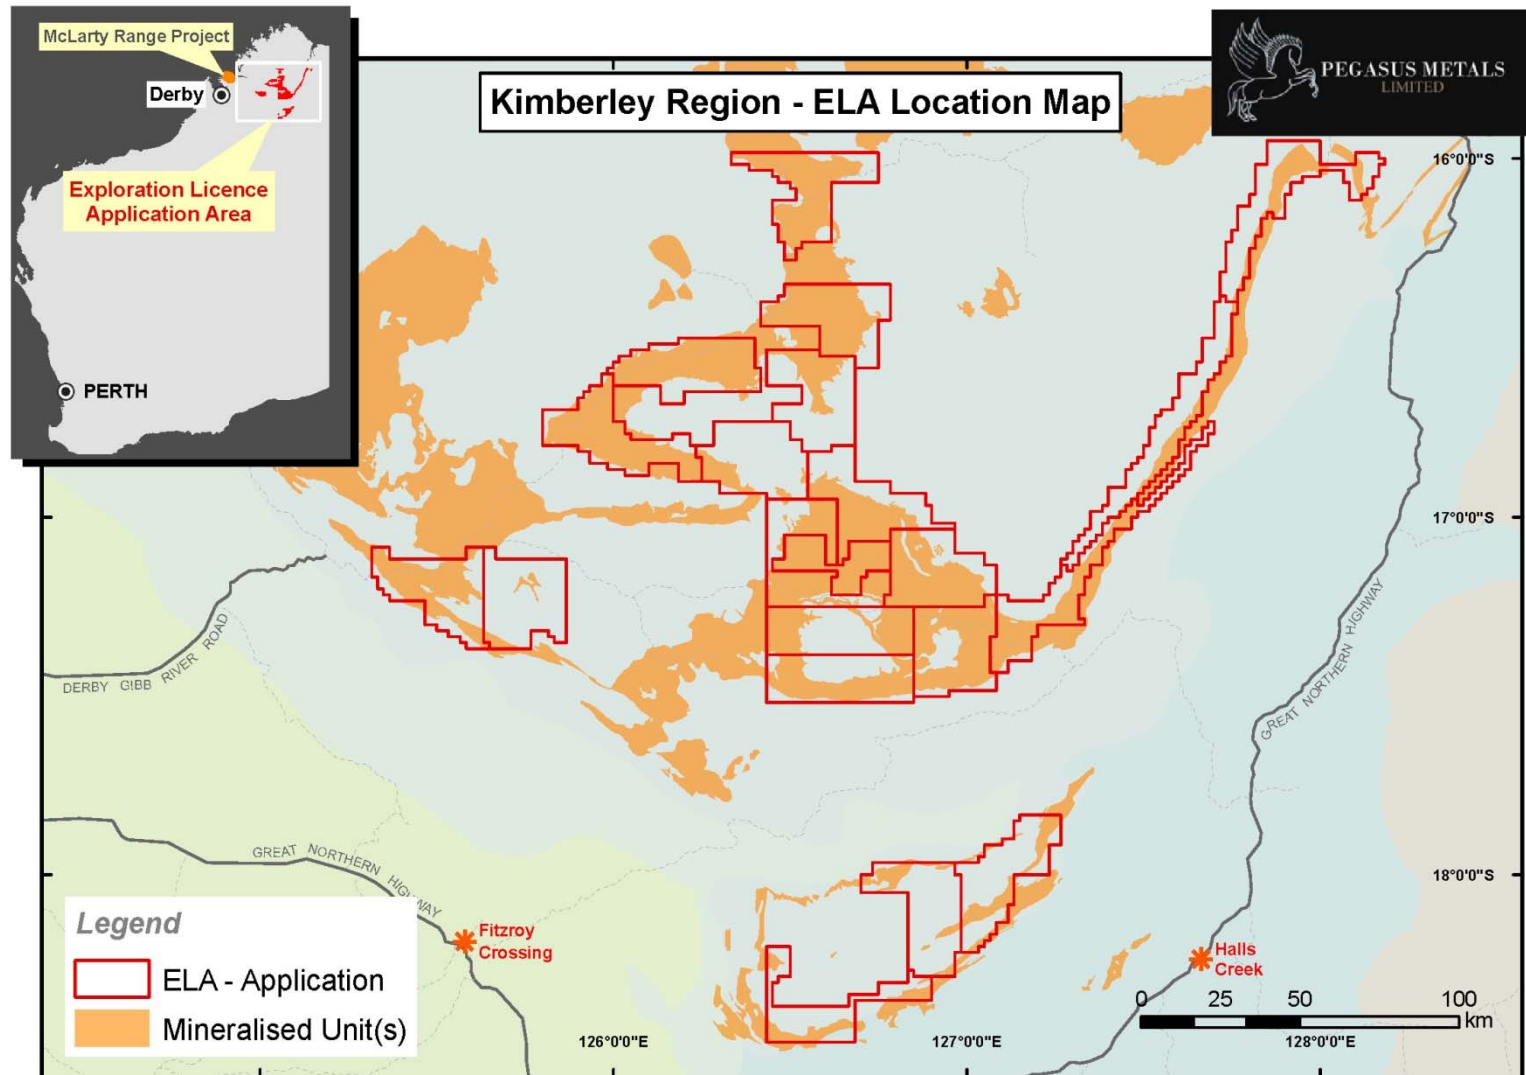 McLarty Range Project
Derby
Exploration Licence
Application Area
PERTH
Kimberley Region - ELA Location Map
PEGASUS METALS
LIMITED
16°0'0"S
17°0'0"S
18°0'0"S
DERBY GIBB RIVER ROAD
GREAT NORTHERN HIGHWAY
GREAT NORTHERN HIGHWAY
Fitzroy
Crossing
Halls
Creek
Legend
ELA - Application
Mineralised Unit(s)
126°0'0"E
127°0'0"E
128°0'0"E
0 25 50 100
km